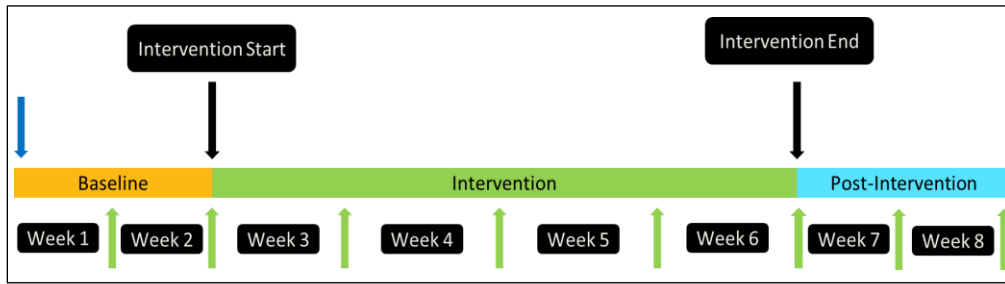 Intervention Start
Intervention End
Baseline
Intervention
Post-Intervention
Week 1
Week 2
Week 3
Week 4
Week 5
Week 6
Week 7
Week 8